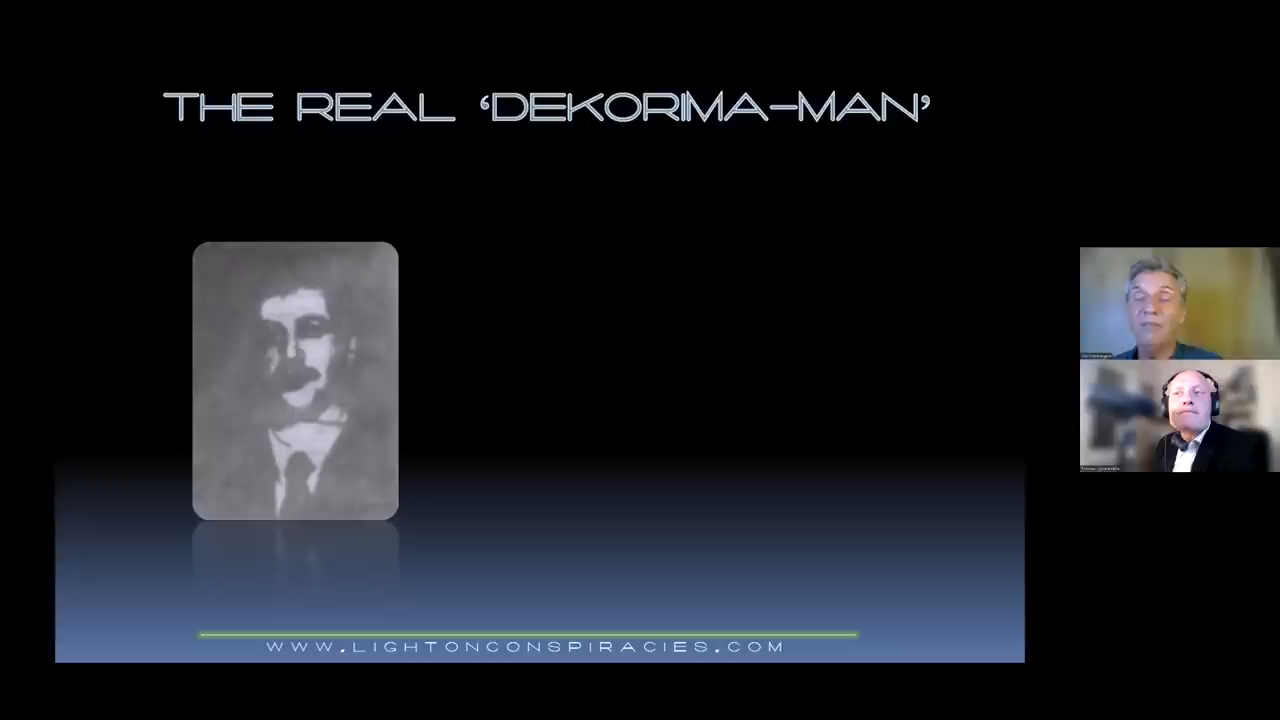 THE REAL ‘DEKORIMA-MAN’
WWW.LIGHTONCONSPIRACIES.COM